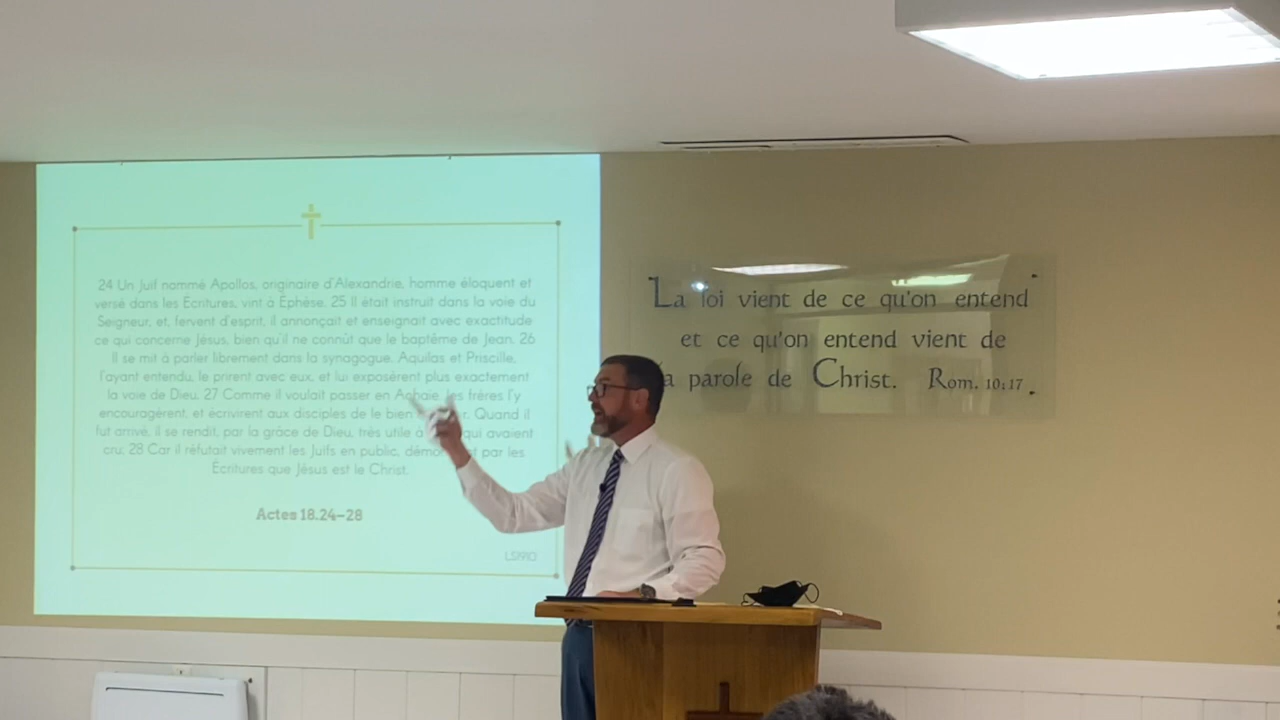 24 Un Juif nommé Apollos, originaire d'Alexandrie, homme éloquent et
versé dans les Écritures, vint à Éphèse. 25 Il était instruit dans la voie du
Seigneur, et, fervent d'esprit, il annonçait et enseignait avec exactitude
ce qui concerne Jésus, bien qu'il ne connût que le baptême de Jean. 26
Il se mit à parler librement dans la synagogue. Aquilas et Priscille,
l'ayant entendu, le prirent avec eux, et lui exposèrent plus exactement
la voie de Dieu. 27 Comme il voulait passer en Achaïe, les frères l'y
encouragèrent, et écrivirent aux disciples de le bien r. Quand il
fut arrivé, il se rendit, par la grâce de Dieu, très utile à qui avaient
cru; 28 Car il réfutait vivement les Juifs en public, démo t par les
Écritures que Jésus est le Christ.
Actes 18.24–28
LS1910
La foi vient de ce qu'on entend
et ce qu'on entend vient de
la parole de Christ. Rom. 10:17